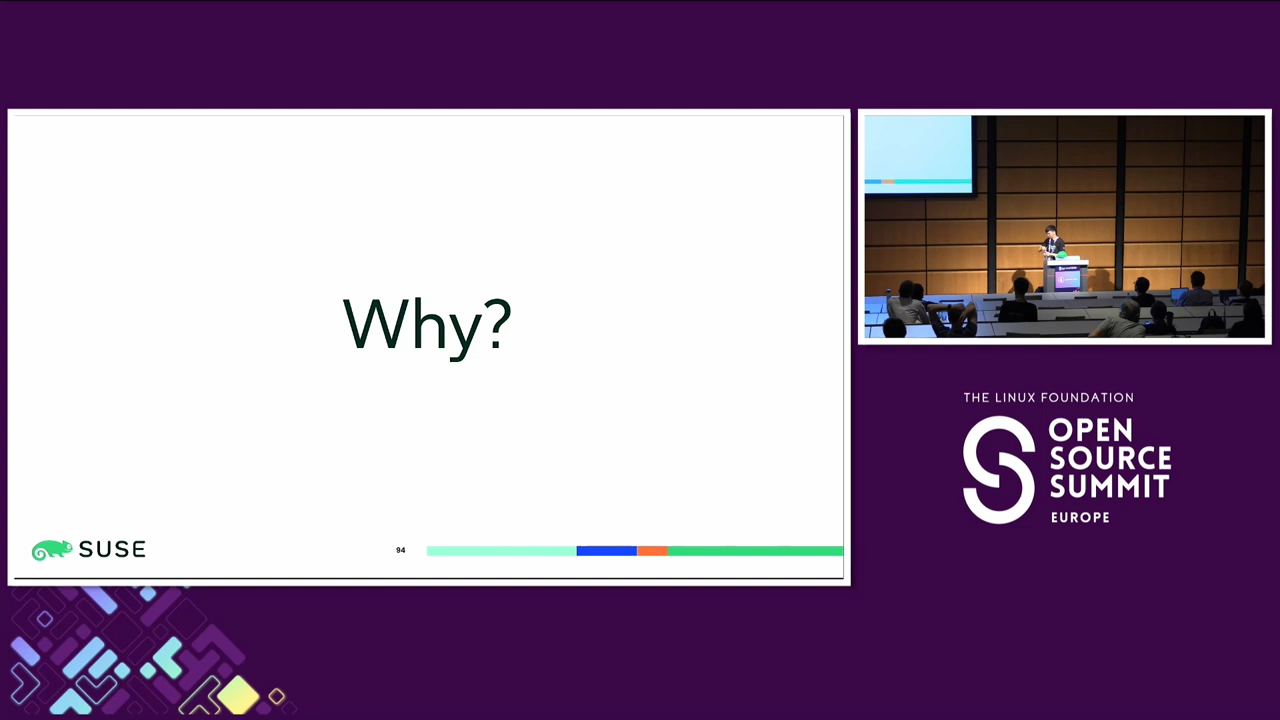 Why?
SUSE
94
THE LINUX FOUNDATION
OPEN
SOURCE
SUMMIT
EUROPE